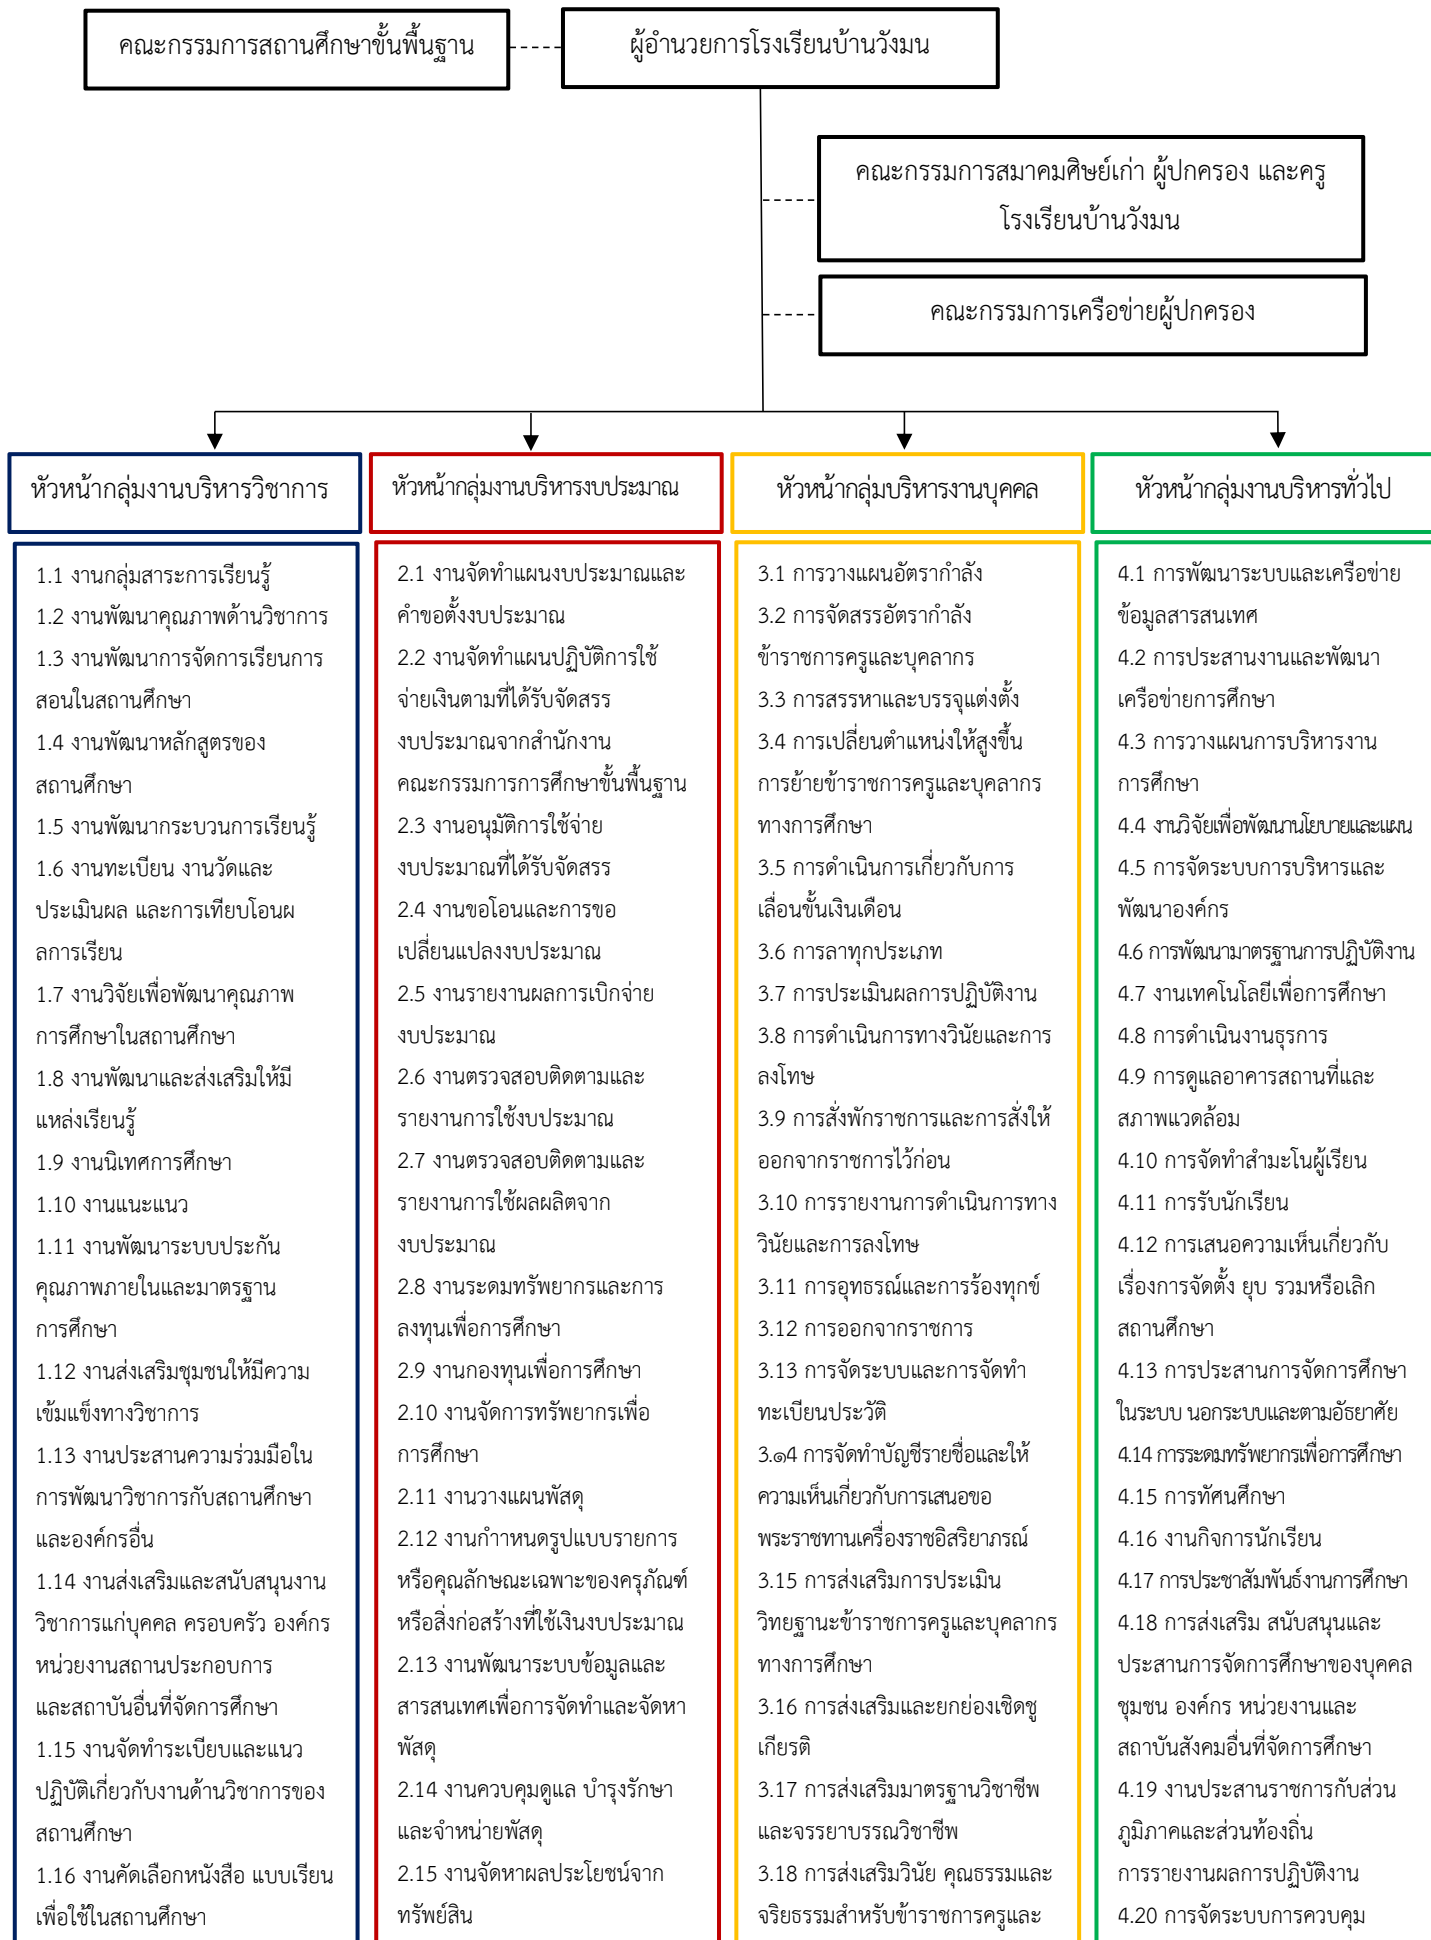 คณะกรรมการสถานศึกษาขั้นพื้นฐาน
ผู้อำนวยการโรงเรียนบ้านวังมน
คณะกรรมการสมาคมศิษย์เก่า ผู้ปกครอง และครู
โรงเรียนบ้านวังมน
คณะกรรมการเครือข่ายผู้ปกครอง
หัวหน้ากลุ่มงานบริหารวิชาการ
1.1 งานกลุ่มสาระการเรียนรู้
1.2 งานพัฒนาคุณภาพด้านวิชาการ
1.3 งานพัฒนาการจัดการเรียนการ
สอนในสถานศึกษา
1.4 งานพัฒนาหลักสูตรของ
สถานศึกษา
1.5 งานพัฒนากระบวนการเรียนรู้
1.6 งานทะเบียน งานวัดและ
ประเมินผล และการเทียบโอนผ
ลการเรียน
1.7 งานวิจัยเพื่อพัฒนาคุณภาพ
การศึกษาในสถานศึกษา
1.8 งานพัฒนาและส่งเสริมให้มี
แหล่งเรียนรู้
1.9 งานนิเทศการศึกษา
1.10 งานแนะแนว
1.11 งานพัฒนาระบบประกัน
คุณภาพภายในและมาตรฐาน
การศึกษา
1.12 งานส่งเสริมชุมชนให้มีความ
เข้มแข็งทางวิชาการ
1.13 งานประสานความร่วมมือใน
การพัฒนาวิชาการกับสถานศึกษา
และองค์กรอื่น
1.14 งานส่งเสริมและสนับสนุนงาน
วิชาการแก่บุคคล ครอบครัว องค์กร
หน่วยงานสถานประกอบการ
และสถาบันอื่นที่จัดการศึกษา
1.15 งานจัดทำระเบียบและแนว
ปฏิบัติเกี่ยวกับงานด้านวิชาการของ
สถานศึกษา
1.16 งานคัดเลือกหนังสือ แบบเรียน
เพื่อใช้ในสถานศึกษา
หัวหน้ากลุ่มงานบริหารงบประมาณ
2.1 งานจัดทำแผนงบประมาณและ
คำขอตั้งงบประมาณ
2.2 งานจัดทำแผนปฏิบัติการใช้
จ่ายเงินตามที่ได้รับจัดสรร
งบประมาณจากสำนักงาน
คณะกรรมการการศึกษาขั้นพื้นฐาน
2.3 งานอนุมัติการใช้จ่าย
งบประมาณที่ได้รับจัดสรร
2.4 งานขอโอนและการขอ
เปลี่ยนแปลงงบประมาณ
2.5 งานรายงานผลการเบิกจ่าย
งบประมาณ
2.6 งานตรวจสอบติดตามและ
รายงานการใช้งบประมาณ
2.7 งานตรวจสอบติดตามและ
รายงานการใช้ผลผลิตจาก
งบประมาณ
2.8 งานระดมทรัพยากรและการ
ลงทุนเพื่อการศึกษา
2.9 งานกองทุนเพื่อการศึกษา
2.10 งานจัดการทรัพยากรเพื่อ
การศึกษา
2.11 งานวางแผนพัสดุ
2.12 งานกำาหนดรูปแบบรายการ
หรือคุณลักษณะเฉพาะของครุภัณฑ์
หรือสิ่งก่อสร้างที่ใช้เงินงบประมาณ
2.13 งานพัฒนาระบบข้อมูลและ
สารสนเทศเพื่อการจัดทำและจัดหา
พัสดุ
2.14 งานควบคุมดูแล บำรุงรักษา
และจำหน่ายพัสดุ
2.15 งานจัดหาผลประโยชน์จาก
ทรัพย์สิน
หัวหน้ากลุ่มบริหารงานบุคคล
3.1 การวางแผนอัตรากำลัง
3.2 การจัดสรรอัตรากำลัง
ข้าราชการครูและบุคลากร
3.3 การสรรหาและบรรจุแต่งตั้ง
3.4 การเปลี่ยนตำแหน่งให้สูงขึ้น
การย้ายข้าราชการครูและบุคลากร
ทางการศึกษา
3.5 การดำเนินการเกี่ยวกับการ
เลื่อนขั้นเงินเดือน
3.6 การลาทุกประเภท
3.7 การประเมินผลการปฏิบัติงาน
3.8 การดำเนินการทางวินัยและการ
ลงโทษ
3.9 การสั่งพักราชการและการสั่งให้
ออกจากราชการไว้ก่อน
3.10 การรายงานการดำเนินการทาง
วินัยและการลงโทษ
3.11 การอุทธรณ์และการร้องทุกข์
3.12 การออกจากราชการ
3.13 การจัดระบบและการจัดทำ
ทะเบียนประวัติ
3.๑4 การจัดทำบัญชีรายชื่อและให้
ความเห็นเกี่ยวกับการเสนอขอ
พระราชทานเครื่องราชอิสริยาภรณ์
3.15 การส่งเสริมการประเมิน
วิทยฐานะข้าราชการครูและบุคลากร
ทางการศึกษา
3.16 การส่งเสริมและยกย่องเชิดชู
เกียรติ
3.17 การส่งเสริมมาตรฐานวิชาชีพ
และจรรยาบรรณวิชาชีพ
3.18 การส่งเสริมวินัย คุณธรรมและ
จริยธรรมสำหรับข้าราชการครูและ
หัวหน้ากลุ่มงานบริหารทั่วไป
4.1 การพัฒนาระบบและเครือข่าย
ข้อมูลสารสนเทศ
4.2 การประสานงานและพัฒนา
เครือข่ายการศึกษา
4.3 การวางแผนการบริหารงาน
การศึกษา
4.4 งานวิจัยเพื่อพัฒนานโยบายและแผน
4.5 การจัดระบบการบริหารและ
พัฒนาองค์กร
4.6 การพัฒนามาตรฐานการปฏิบัติงาน
4.7 งานเทคโนโลยีเพื่อการศึกษา
4.8 การดำเนินงานธุรการ
4.9 การดูแลอาคารสถานที่และ
สภาพแวดล้อม
4.10 การจัดทำสำมะโนผู้เรียน
4.11 การรับนักเรียน
4.12 การเสนอความเห็นเกี่ยวกับ
เรื่องการจัดตั้ง ยุบ รวมหรือเลิก
สถานศึกษา
4.13 การประสานการจัดการศึกษา
ในระบบ นอกระบบและตามอัธยาศัย
4.14 การระดมทรัพยากรเพื่อการศึกษา
4.15 การทัศนศึกษา
4.16 งานกิจการนักเรียน
4.17 การประชาสัมพันธ์งานการศึกษา
4.18 การส่งเสริม สนับสนุนและ
ประสานการจัดการศึกษาของบุคคล
ชุมชน องค์กร หน่วยงานและ
สถาบันสังคมอื่นที่จัดการศึกษา
4.19 งานประสานราชการกับส่วน
ภูมิภาคและส่วนท้องถิ่น
การรายงานผลการปฏิบัติงาน
4.20 การจัดระบบการควบคุม